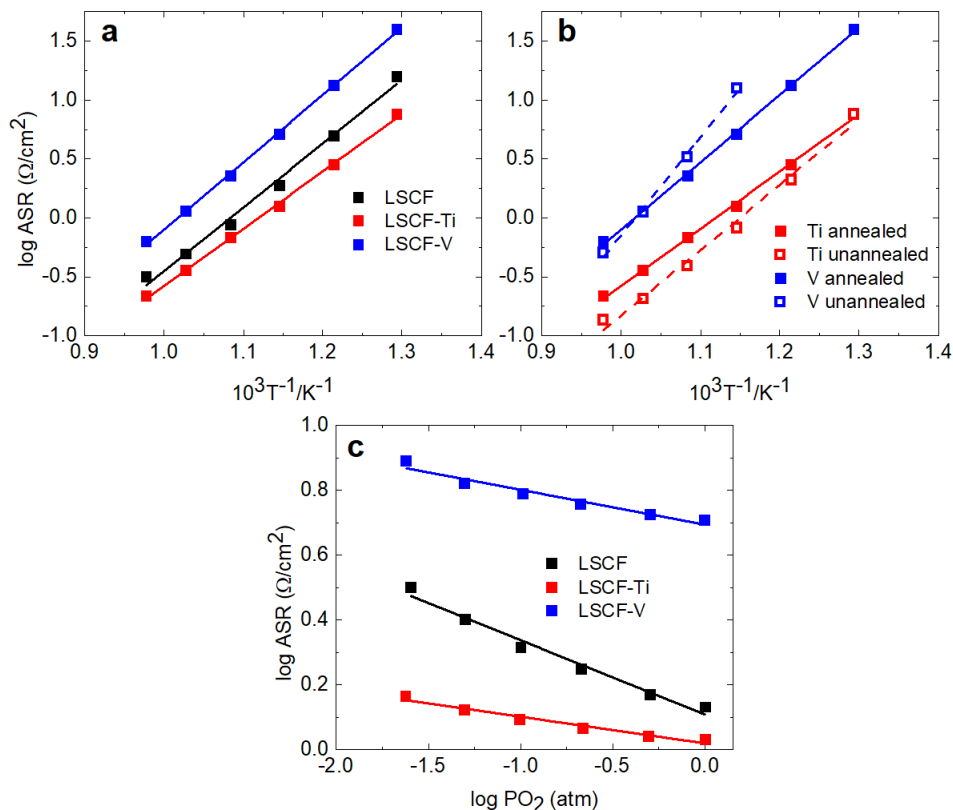 a
log ASR (Ω/cm²)
1.5
1.0
0.5
0.0
-0.5
-1.0
0.9
1.0
1.1
1.2
1.3
1.4
LSCF
LSCF-Ti
LSCF-V
10³T⁻¹/K⁻¹
b
1.5
1.0
0.5
0.0
-0.5
-1.0
0.9
1.0
1.1
1.2
1.3
1.4
Ti annealed
Ti unannealed
V annealed
V unannealed
10³T⁻¹/K⁻¹
c
log ASR (Ω/cm²)
1.0
0.8
0.6
0.4
0.2
0.0
-2.0
-1.5
-1.0
-0.5
0.0
LSCF
LSCF-Ti
LSCF-V
log PO₂ (atm)